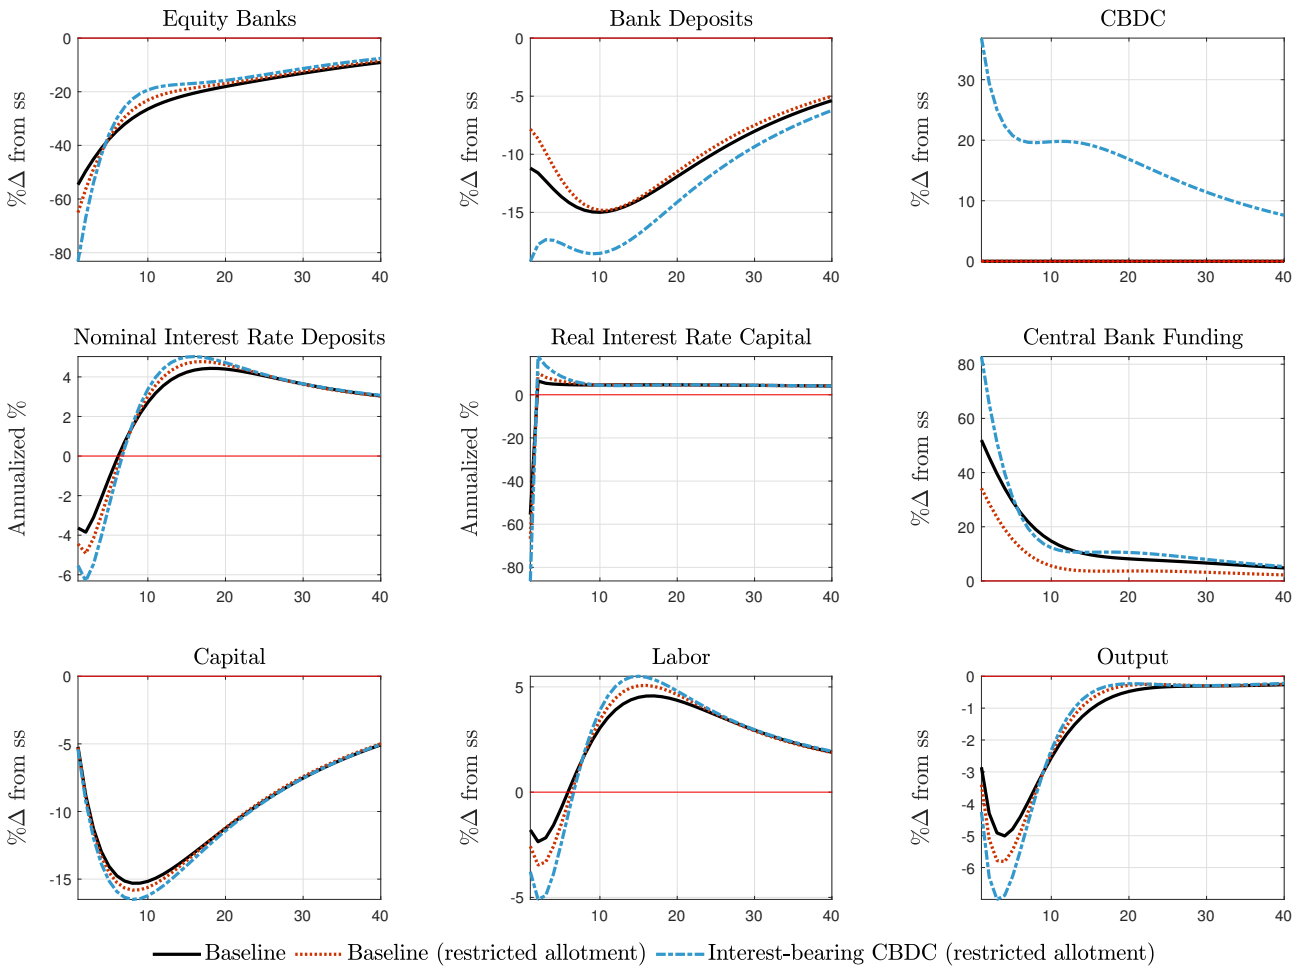 Equity Banks
Bank Deposits
CBDC
%Δ from ss
0
-20
-40
-60
-80
10 20 30 40
%Δ from ss
0
-5
-10
-15
10 20 30 40
%Δ from ss
30
20
10
0
10 20 30 40
Nominal Interest Rate Deposits
Real Interest Rate Capital
Central Bank Funding
Annualized %
4
2
0
-2
-4
-6
10 20 30 40
Annualized %
0
-20
-40
-60
-80
10 20 30 40
%Δ from ss
80
60
40
20
0
10 20 30 40
Capital
Labor
Output
%Δ from ss
0
-5
-10
-15
10 20 30 40
%Δ from ss
5
0
-5
10 20 30 40
%Δ from ss
0
-1
-2
-3
-4
-5
-6
10 20 30 40
Baseline Baseline (restricted allotment) Interest-bearing CBDC (restricted allotment)